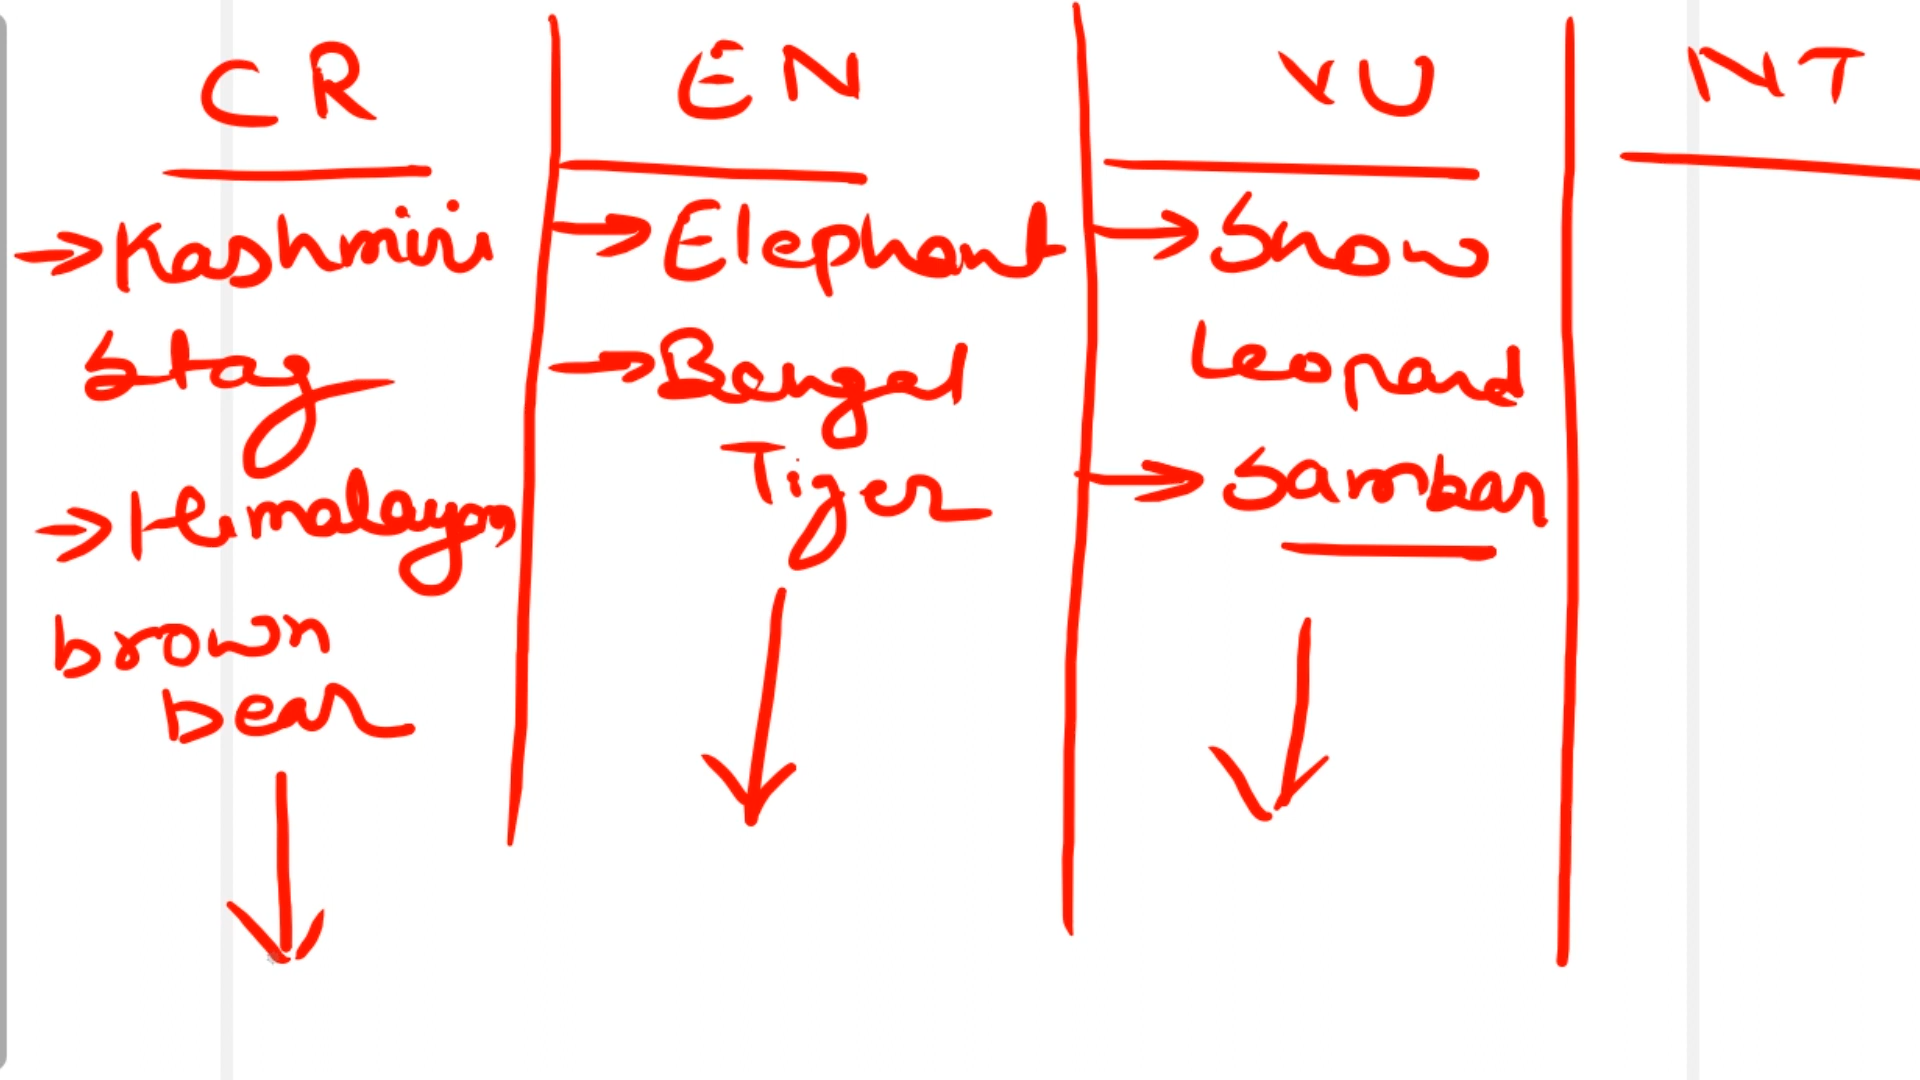 CR
→Kashmiri
Stag
→Himalayan
brown
bear
EN
→Elephant
→Bengal
Tiger
VU
→Snow
Leopard
→Sambar
NT